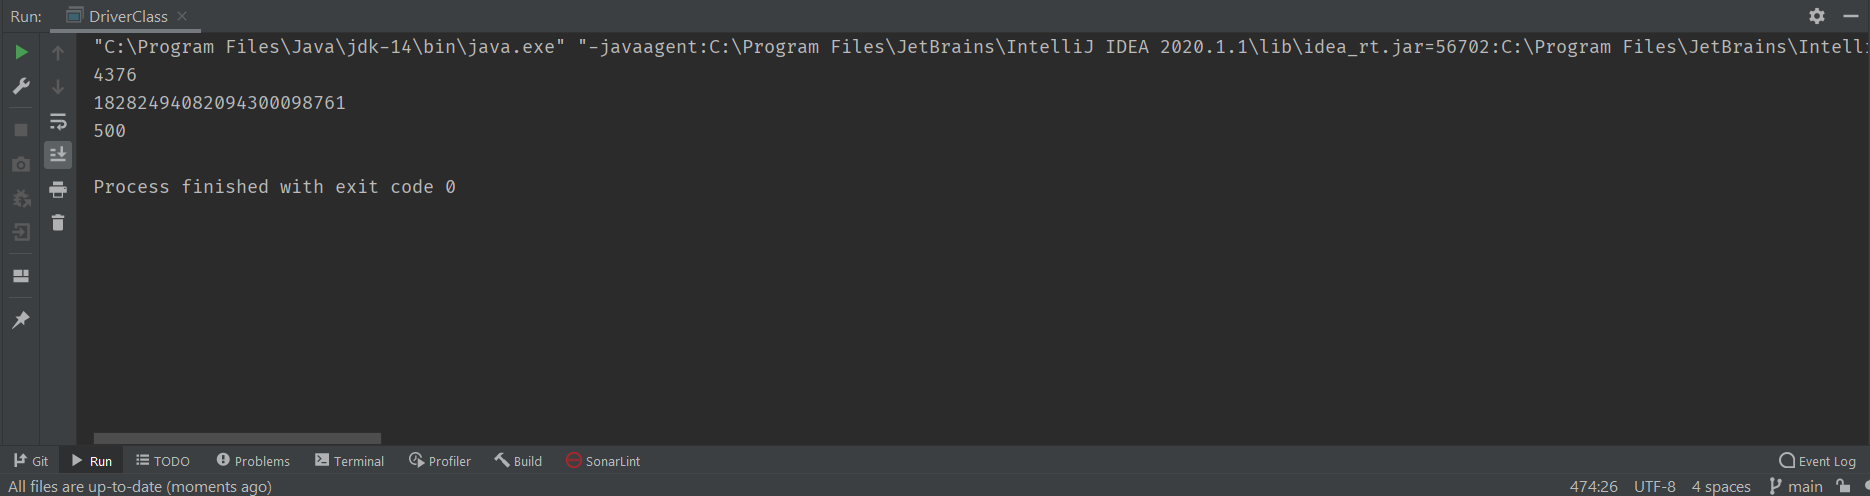 Run: DriverClass
"C:\Program Files\Java\jdk-14\bin\java.exe" "-javaagent:C:\Program Files\JetBrains\IntelliJ IDEA 2020.1.1\lib\idea_rt.jar=56702:C:\Program Files\JetBrains\Intelli
4376
18282494082094300098761
500
Process finished with exit code 0
Git Run TODO Problems Terminal Profiler Build SonarLint Event Log
All files are up-to-date (moments ago) 474:26 UTF-8 4 spaces main